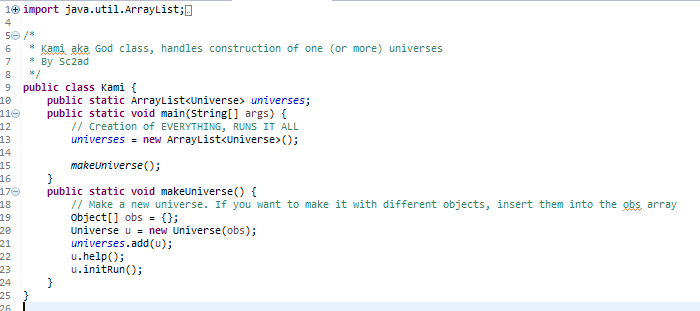 1 import java.util.ArrayList;
4
5 /*
6  * Kami aka God class, handles construction of one (or more) universes
7  * By Sc2ad
8  */
9 public class Kami {
10     public static ArrayList<Universe> universes;
11     public static void main(String[] args) {
12         // Creation of EVERYTHING, RUNS IT ALL
13         universes = new ArrayList<Universe>();
14
15         makeUniverse();
16     }
17     public static void makeUniverse() {
18         // Make a new universe. If you want to make it with different objects, insert them into the obs array
19         Object[] obs = {};
20         Universe u = new Universe(obs);
21         universes.add(u);
22         u.help();
23         u.initRun();
24     }
25 }
26